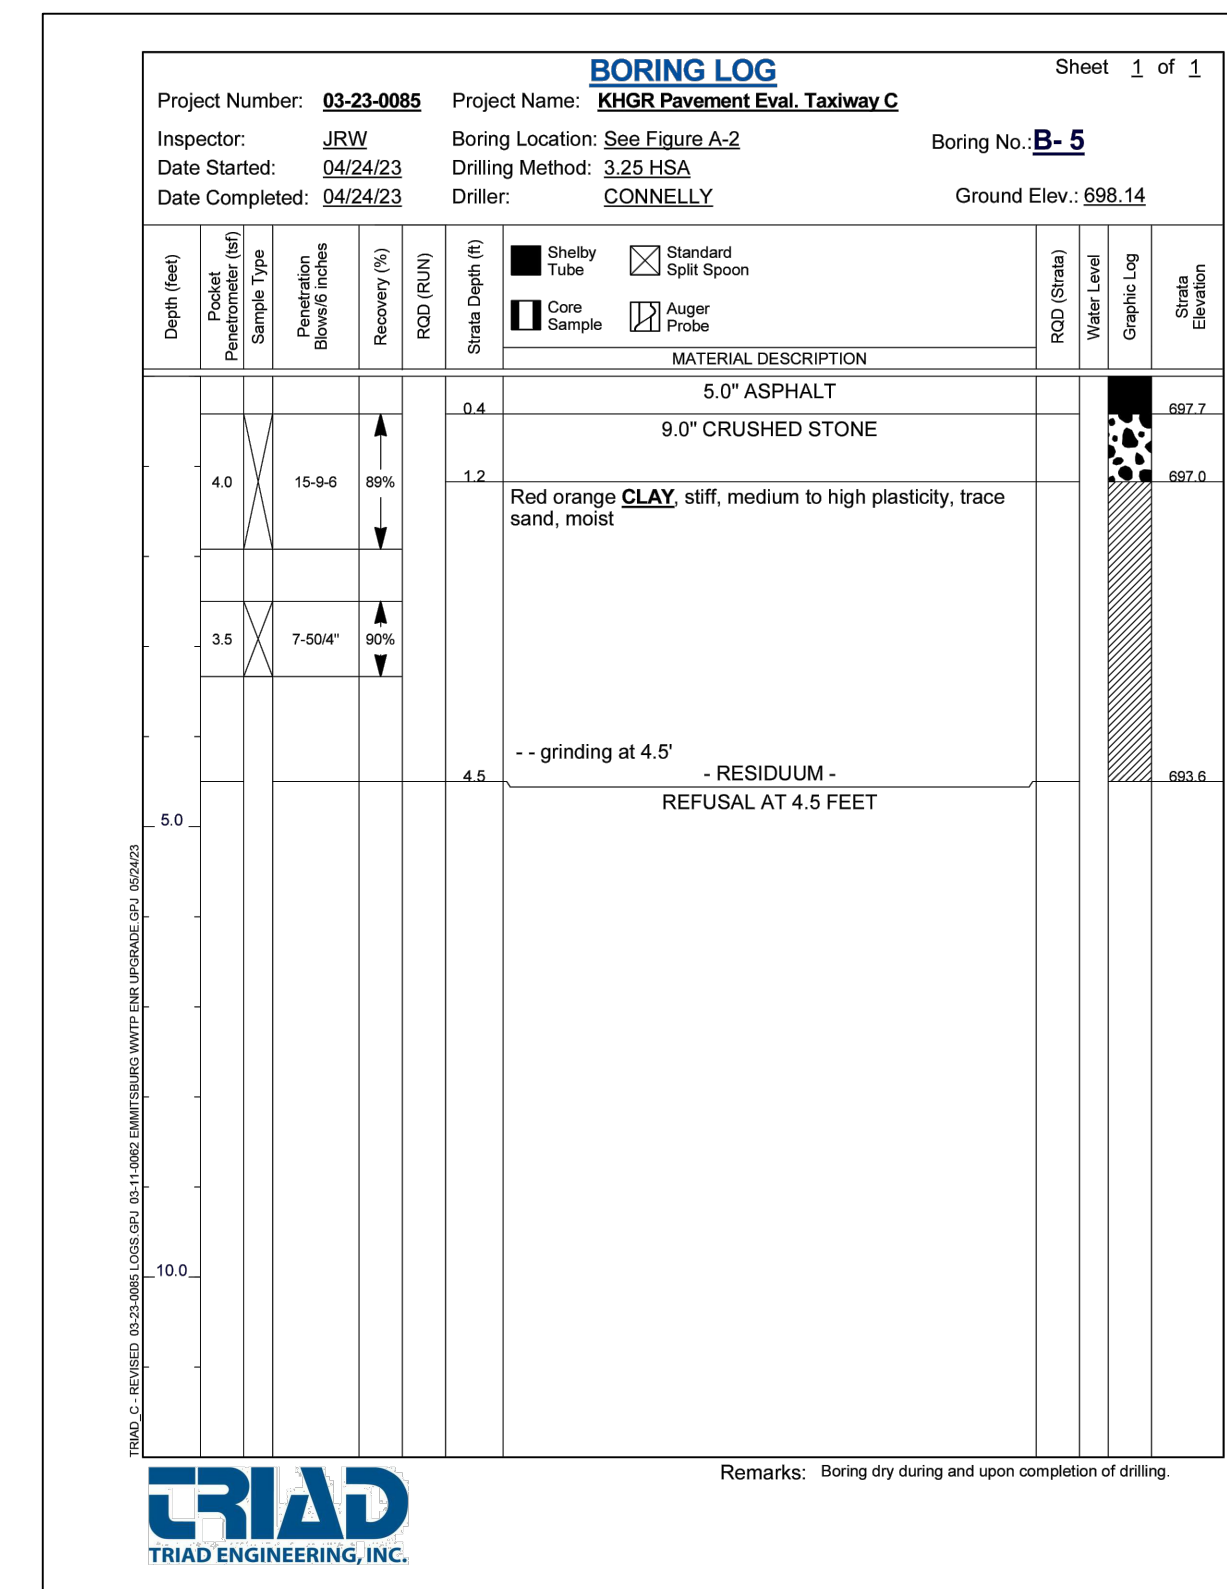 BORING LOG
Sheet 1 of 1
Project Number: 03-23-0085 Project Name: KHGR Pavement Eval. Taxiway C
Inspector: JRW Boring Location: See Figure A-2 Boring No.: B- 5
Date Started: 04/24/23 Drilling Method: 3.25 HSA
Date Completed: 04/24/23 Driller: CONNELLY Ground Elev.: 698.14
Depth (feet)
Pocket
Penetrometer (tsf)
Sample Type
Penetration
Blows/6 inches
Recovery (%)
RQD (RUN)
Strata Depth (ft)
Shelby
Tube
Standard
Split Spoon
Core
Sample
Auger
Probe
MATERIAL DESCRIPTION
RQD (Strata)
Water Level
Graphic Log
Strata
Elevation
5.0" ASPHALT
0.4 697.7
9.0" CRUSHED STONE
1.2 697.0
4.0 15-9-6 89%
Red orange CLAY, stiff, medium to high plasticity, trace
sand, moist
3.5 7-50/4" 90%
- - grinding at 4.5'
- RESIDUUM -
4.5 693.6
REFUSAL AT 4.5 FEET
5.0
10.0
TRIAD_C - REVISED 03-23-0085 LOGS.GPJ 03-11-0062 EMMITSBURG WWTP ENR UPGRADE.GPJ 05/24/23
Remarks: Boring dry during and upon completion of drilling.
TRIAD
TRIAD ENGINEERING, INC.